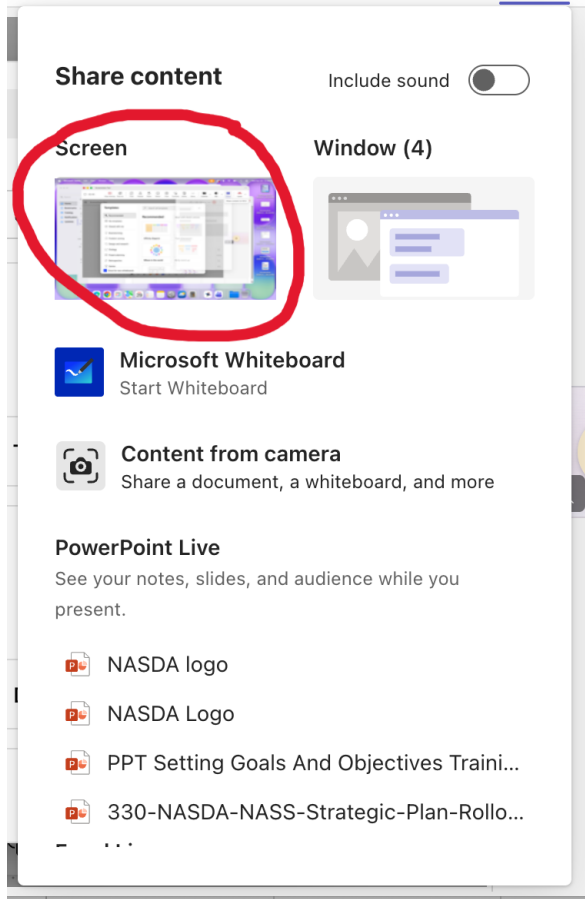 Share content
Include sound
Screen
Window (4)
Microsoft Whiteboard
Start Whiteboard
Content from camera
Share a document, a whiteboard, and more
PowerPoint Live
See your notes, slides, and audience while you
present.
NASDA logo
NASDA Logo
PPT Setting Goals And Objectives Traini...
330-NASDA-NASS-Strategic-Plan-Rollo...